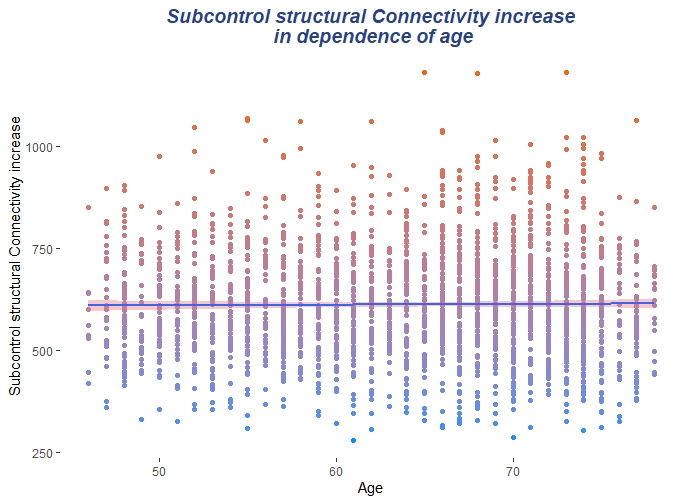 Subcontrol structural Connectivity increase
in dependence of age
Subcontrol structural Connectivity increase
1000
750
500
250
50
60
70
Age